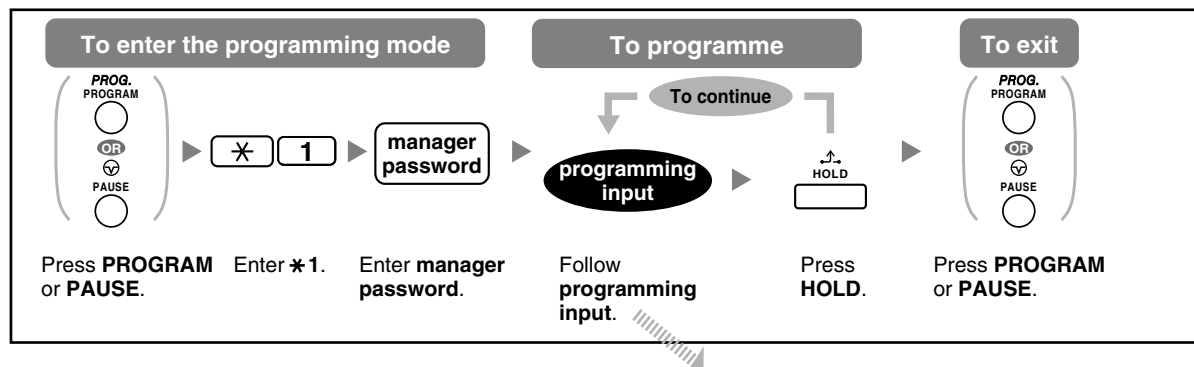 To enter the programming mode
To programme
To exit
PROG.
PROGRAM
OR
PAUSE
✻
1
manager
password
To continue
programming
input
HOLD
PROG.
PROGRAM
OR
PAUSE
Press PROGRAM
or PAUSE.
Enter ✻1.
Enter manager
password.
Follow
programming
input.
Press
HOLD.
Press PROGRAM
or PAUSE.